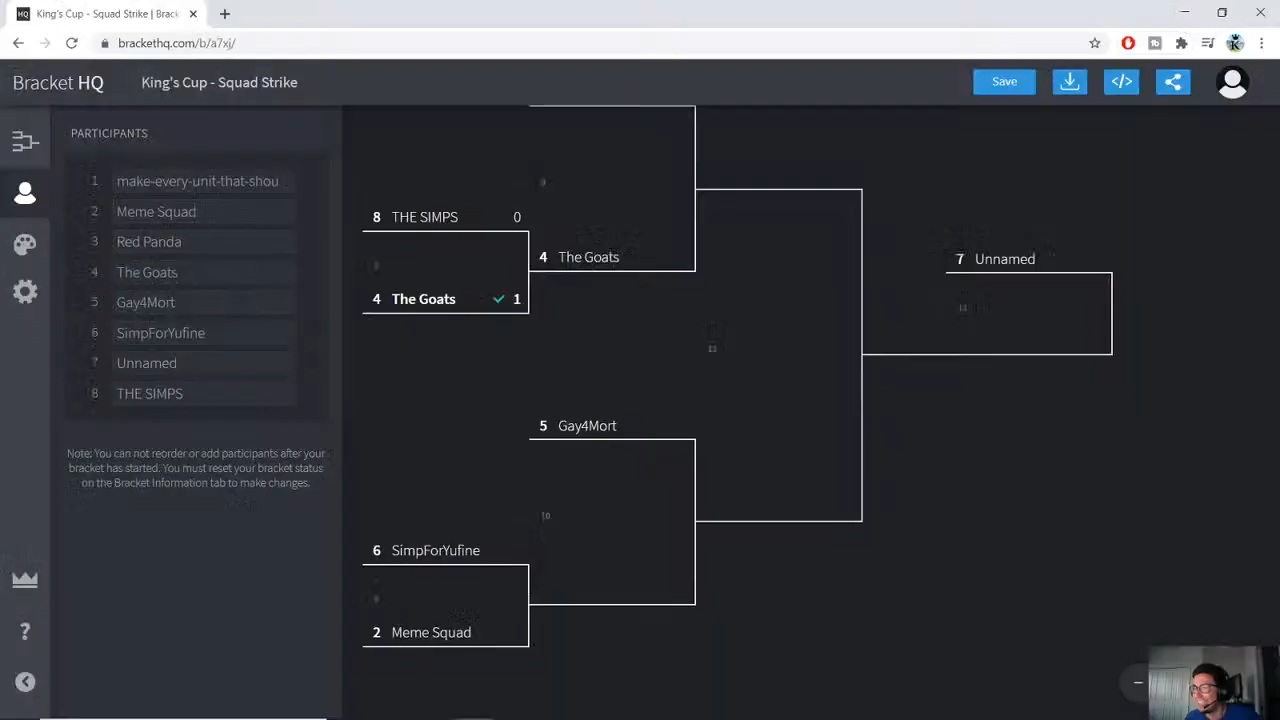 King's Cup - Squad Strike | Brack
brackethq.com/b/a7xj/
Bracket HQ
King's Cup - Squad Strike
Save
PARTICIPANTS
1 make-every-unit-that-shou
2 Meme Squad
3 Red Panda
4 The Goats
5 Gay4Mort
6 SimpForYufine
7 Unnamed
8 THE SIMPS
Note: You can not reorder or add participants after your
bracket has started. You must reset your bracket status
on the Bracket Information tab to make changes.
8 THE SIMPS 0
4 The Goats 1
4 The Goats
5 Gay4Mort
10
6 SimpForYufine
2 Meme Squad
7 Unnamed